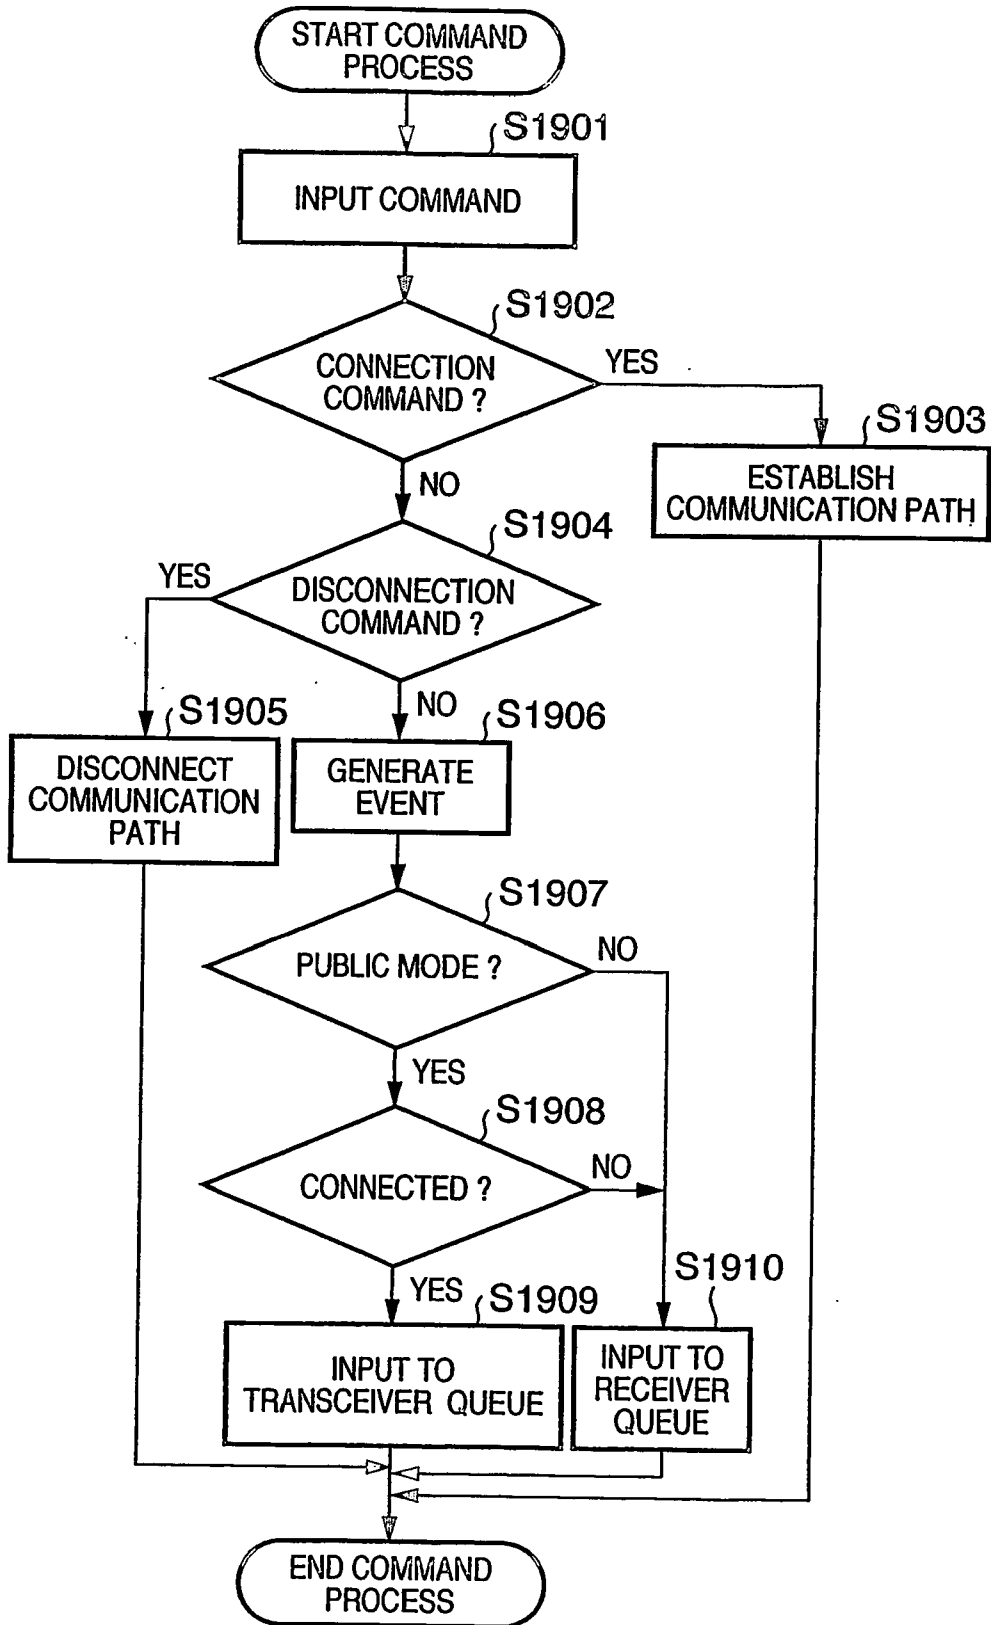 START COMMAND
PROCESS
S1901
INPUT COMMAND
S1902
CONNECTION
COMMAND ?
YES
S1903
ESTABLISH
COMMUNICATION PATH
NO
S1904
DISCONNECTION
COMMAND ?
YES
NO
S1905
DISCONNECT
COMMUNICATION
PATH
S1906
GENERATE
EVENT
S1907
PUBLIC MODE ?
NO
YES
S1908
CONNECTED ?
NO
YES
S1909
INPUT TO
TRANSCEIVER QUEUE
S1910
INPUT TO
RECEIVER
QUEUE
END COMMAND
PROCESS